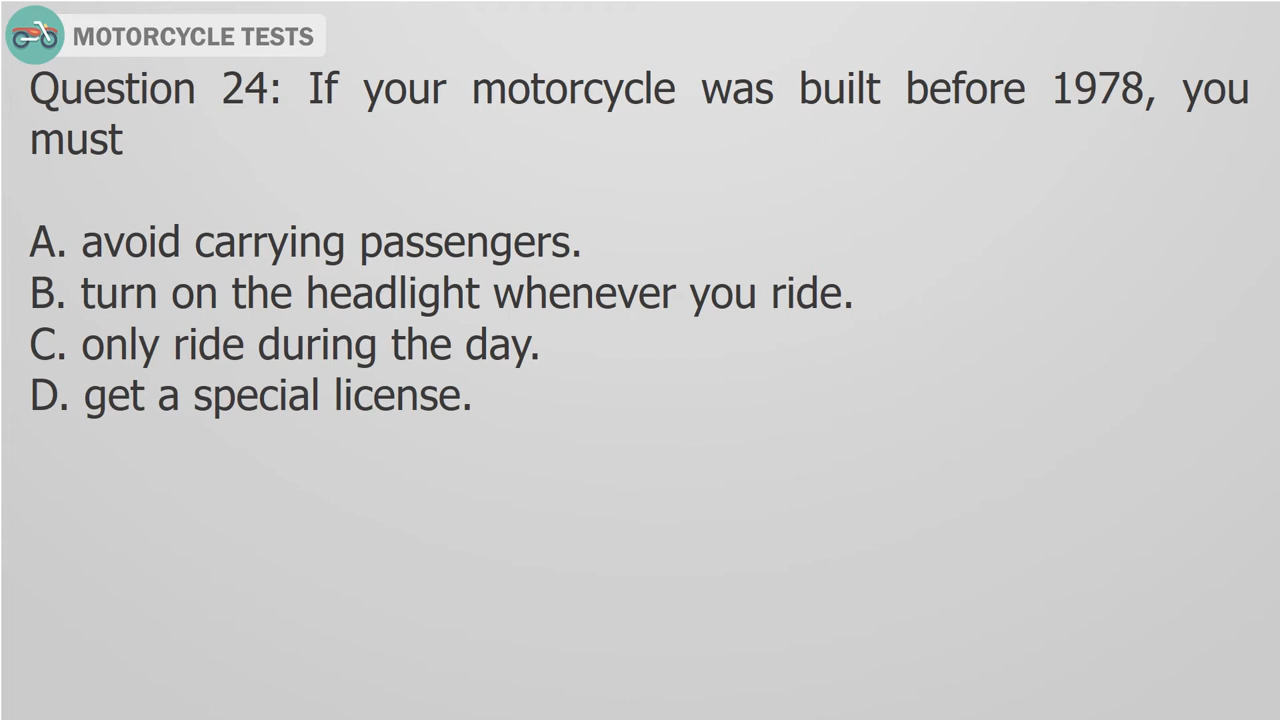 MOTORCYCLE TESTS
Question 24: If your motorcycle was built before 1978, you
must
A. avoid carrying passengers.
B. turn on the headlight whenever you ride.
C. only ride during the day.
D. get a special license.